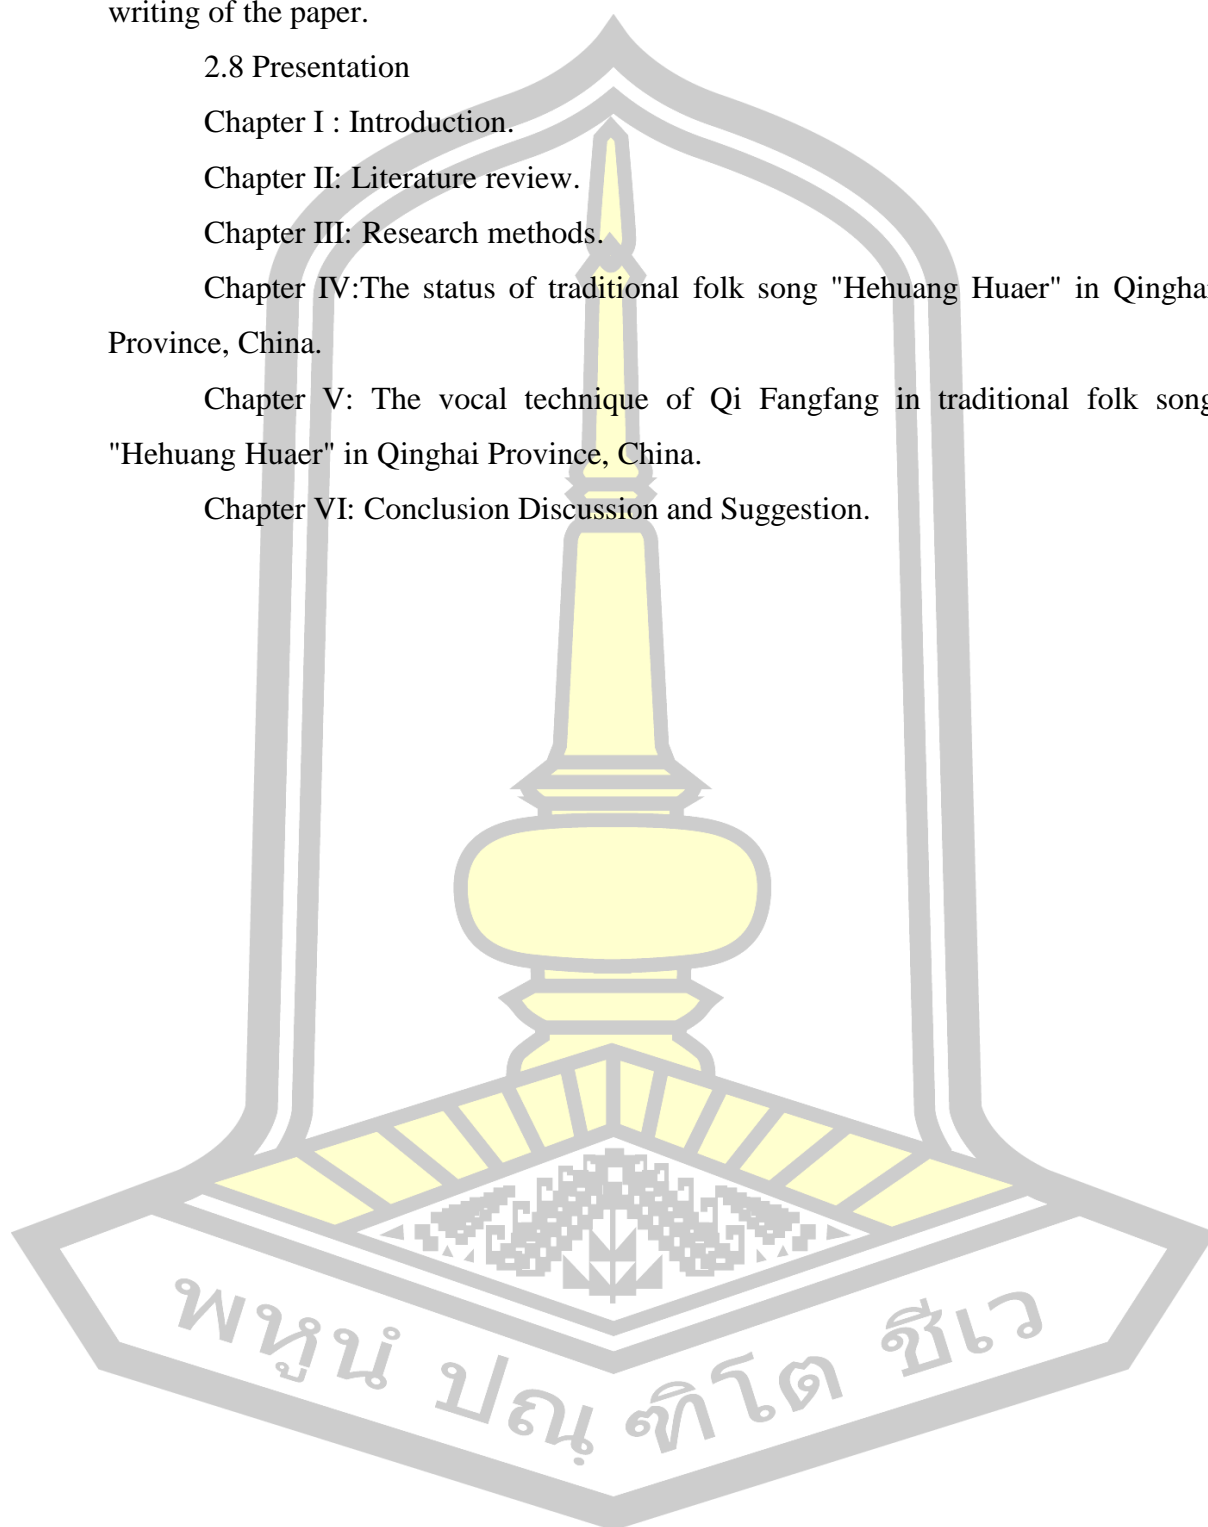 writing of the paper.
2.8 Presentation
Chapter I : Introduction.
Chapter II: Literature review.
Chapter III: Research methods.
Chapter IV:The status of traditional folk song "Hehuang Huaer" in Qinghai
Province, China.
Chapter V: The vocal technique of Qi Fangfang in traditional folk song
"Hehuang Huaer" in Qinghai Province, China.
Chapter VI: Conclusion Discussion and Suggestion.
พหูนํ ปณฺฑิโต ชีเว